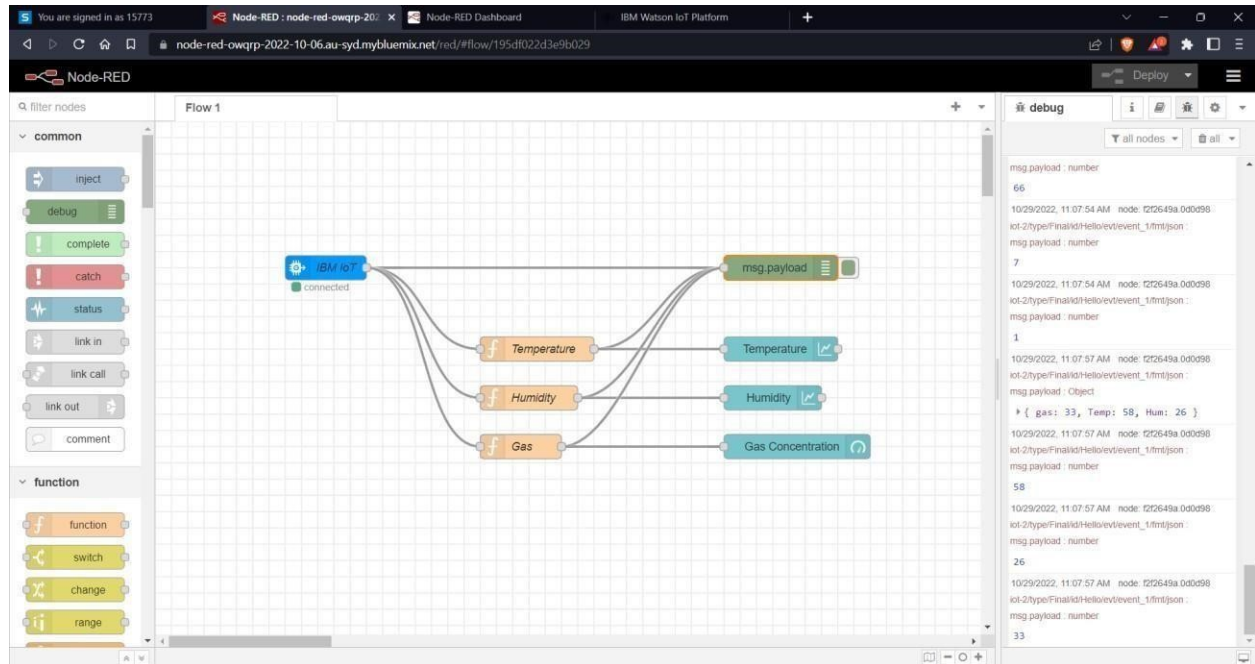 S You are signed in as 15773
Node-RED : node-red-owqrp-202
Node-RED Dashboard
IBM Watson IoT Platform
node-red-owqrp-2022-10-06.au-syd.mybluemix.net/red/#flow/195df022d3e9b029
Node-RED
Deploy
filter nodes
Flow 1
debug
i
all nodes
all
common
inject
debug
complete
catch
status
link in
link call
link out
comment
function
f function
switch
change
range
IBM IoT
connected
msg.payload
f Temperature
Temperature
f Humidity
Humidity
f Gas
Gas Concentration
msg.payload : number
66
10/29/2022, 11:07:54 AM node: f2f2649a.0d0d98
iot-2/type/Final/id/Hello/evt/event_1/fmt/json :
msg.payload : number
7
10/29/2022, 11:07:54 AM node: f2f2649a.0d0d98
iot-2/type/Final/id/Hello/evt/event_1/fmt/json :
msg.payload : number
1
10/29/2022, 11:07:57 AM node: f2f2649a.0d0d98
iot-2/type/Final/id/Hello/evt/event_1/fmt/json :
msg.payload : Object
{ gas: 33, Temp: 58, Hum: 26 }
10/29/2022, 11:07:57 AM node: f2f2649a.0d0d98
iot-2/type/Final/id/Hello/evt/event_1/fmt/json :
msg.payload : number
58
10/29/2022, 11:07:57 AM node: f2f2649a.0d0d98
iot-2/type/Final/id/Hello/evt/event_1/fmt/json :
msg.payload : number
26
10/29/2022, 11:07:57 AM node: f2f2649a.0d0d98
iot-2/type/Final/id/Hello/evt/event_1/fmt/json :
msg.payload : number
33